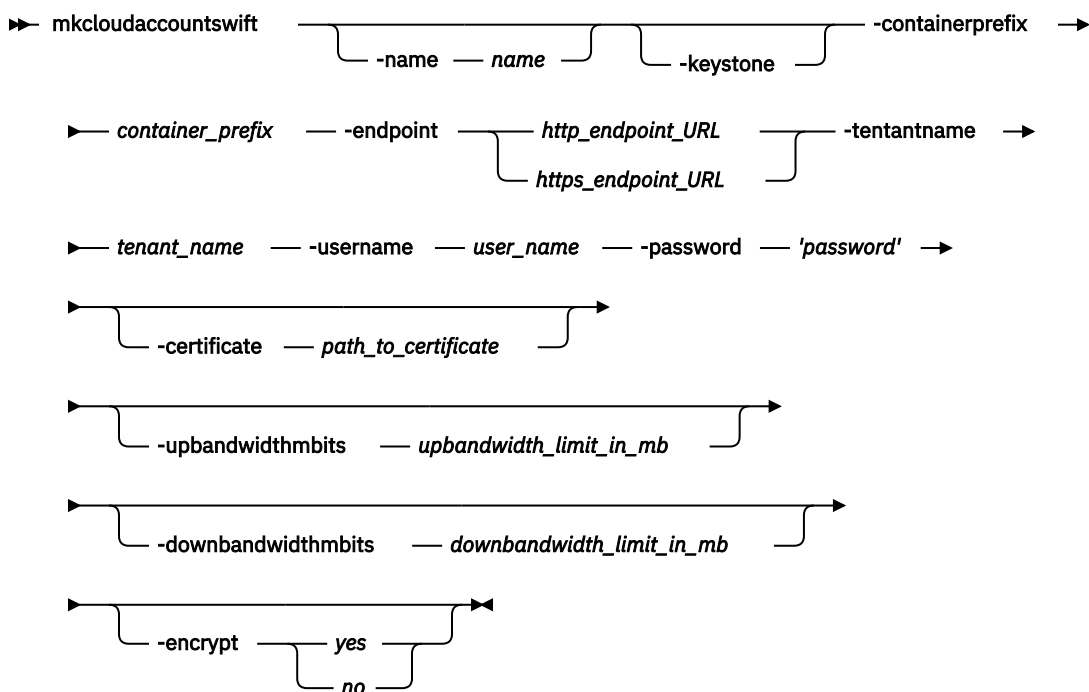 mkcloudaccountswift -name name -keystone -containerprefix
container_prefix -endpoint http_endpoint_URL -tentantname
https_endpoint_URL
tenant_name -username user_name -password 'password'
-certificate path_to_certificate
-upbandwidthmbits upbandwidth_limit_in_mb
-downbandwidthmbits downbandwidth_limit_in_mb
-encrypt yes
no